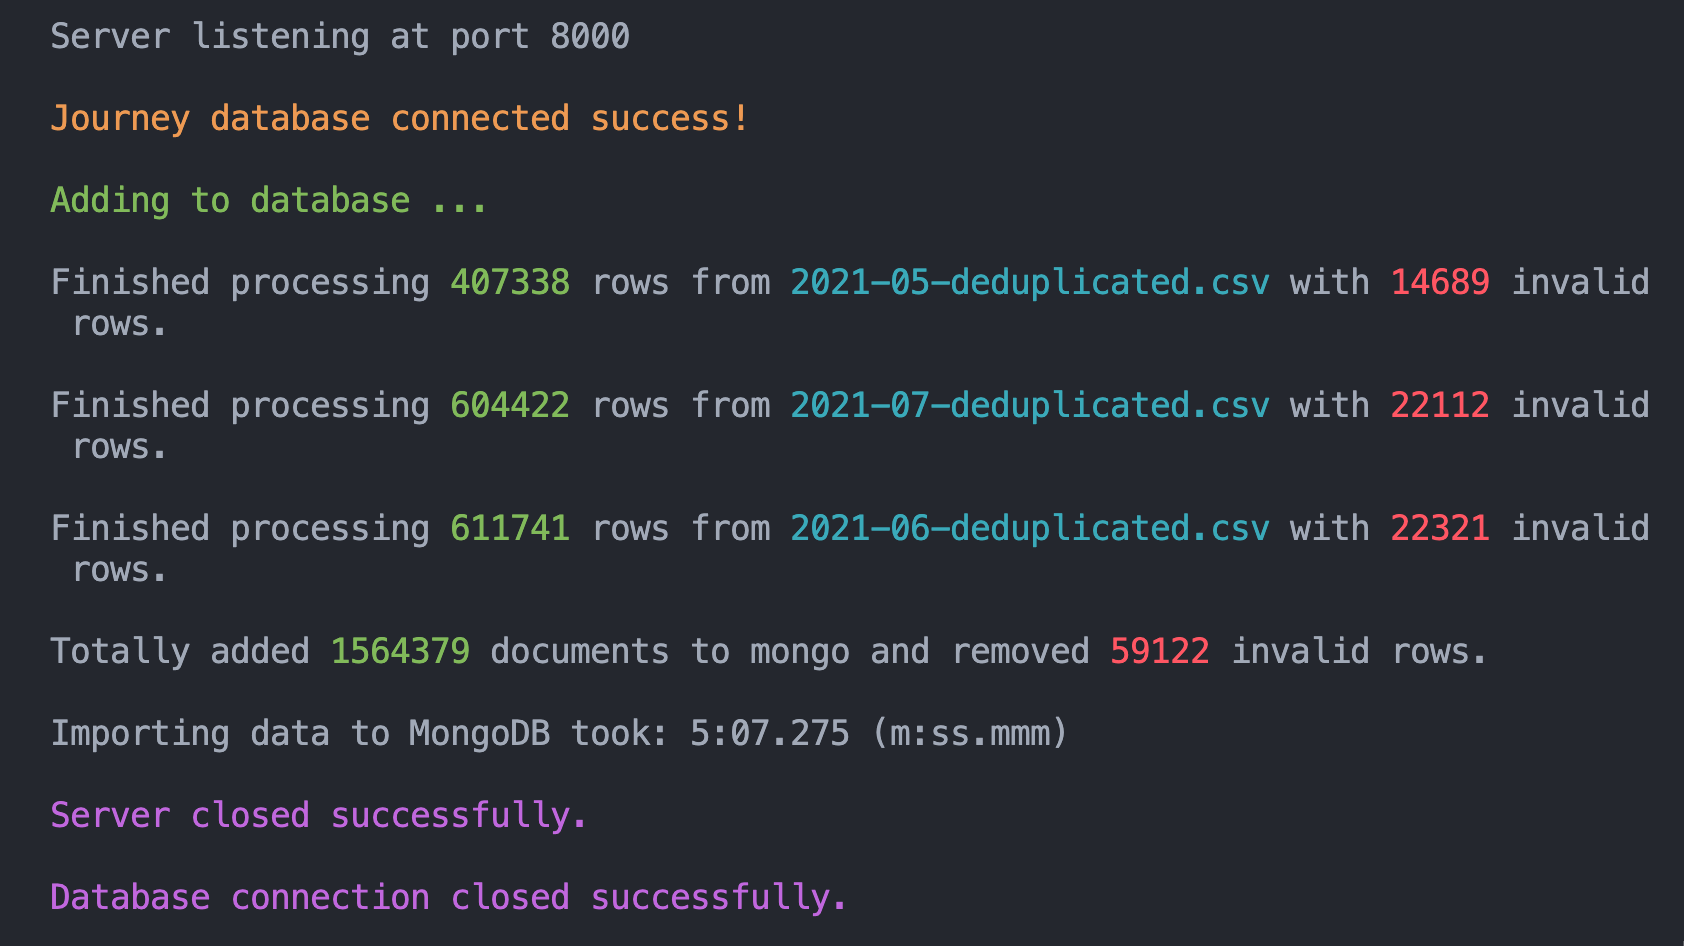 Server listening at port 8000
Journey database connected success!
Adding to database ...
Finished processing 407338 rows from 2021-05-deduplicated.csv with 14689 invalid
rows.
Finished processing 604422 rows from 2021-07-deduplicated.csv with 22112 invalid
rows.
Finished processing 611741 rows from 2021-06-deduplicated.csv with 22321 invalid
rows.
Totally added 1564379 documents to mongo and removed 59122 invalid rows.
Importing data to MongoDB took: 5:07.275 (m:ss.mmm)
Server closed successfully.
Database connection closed successfully.